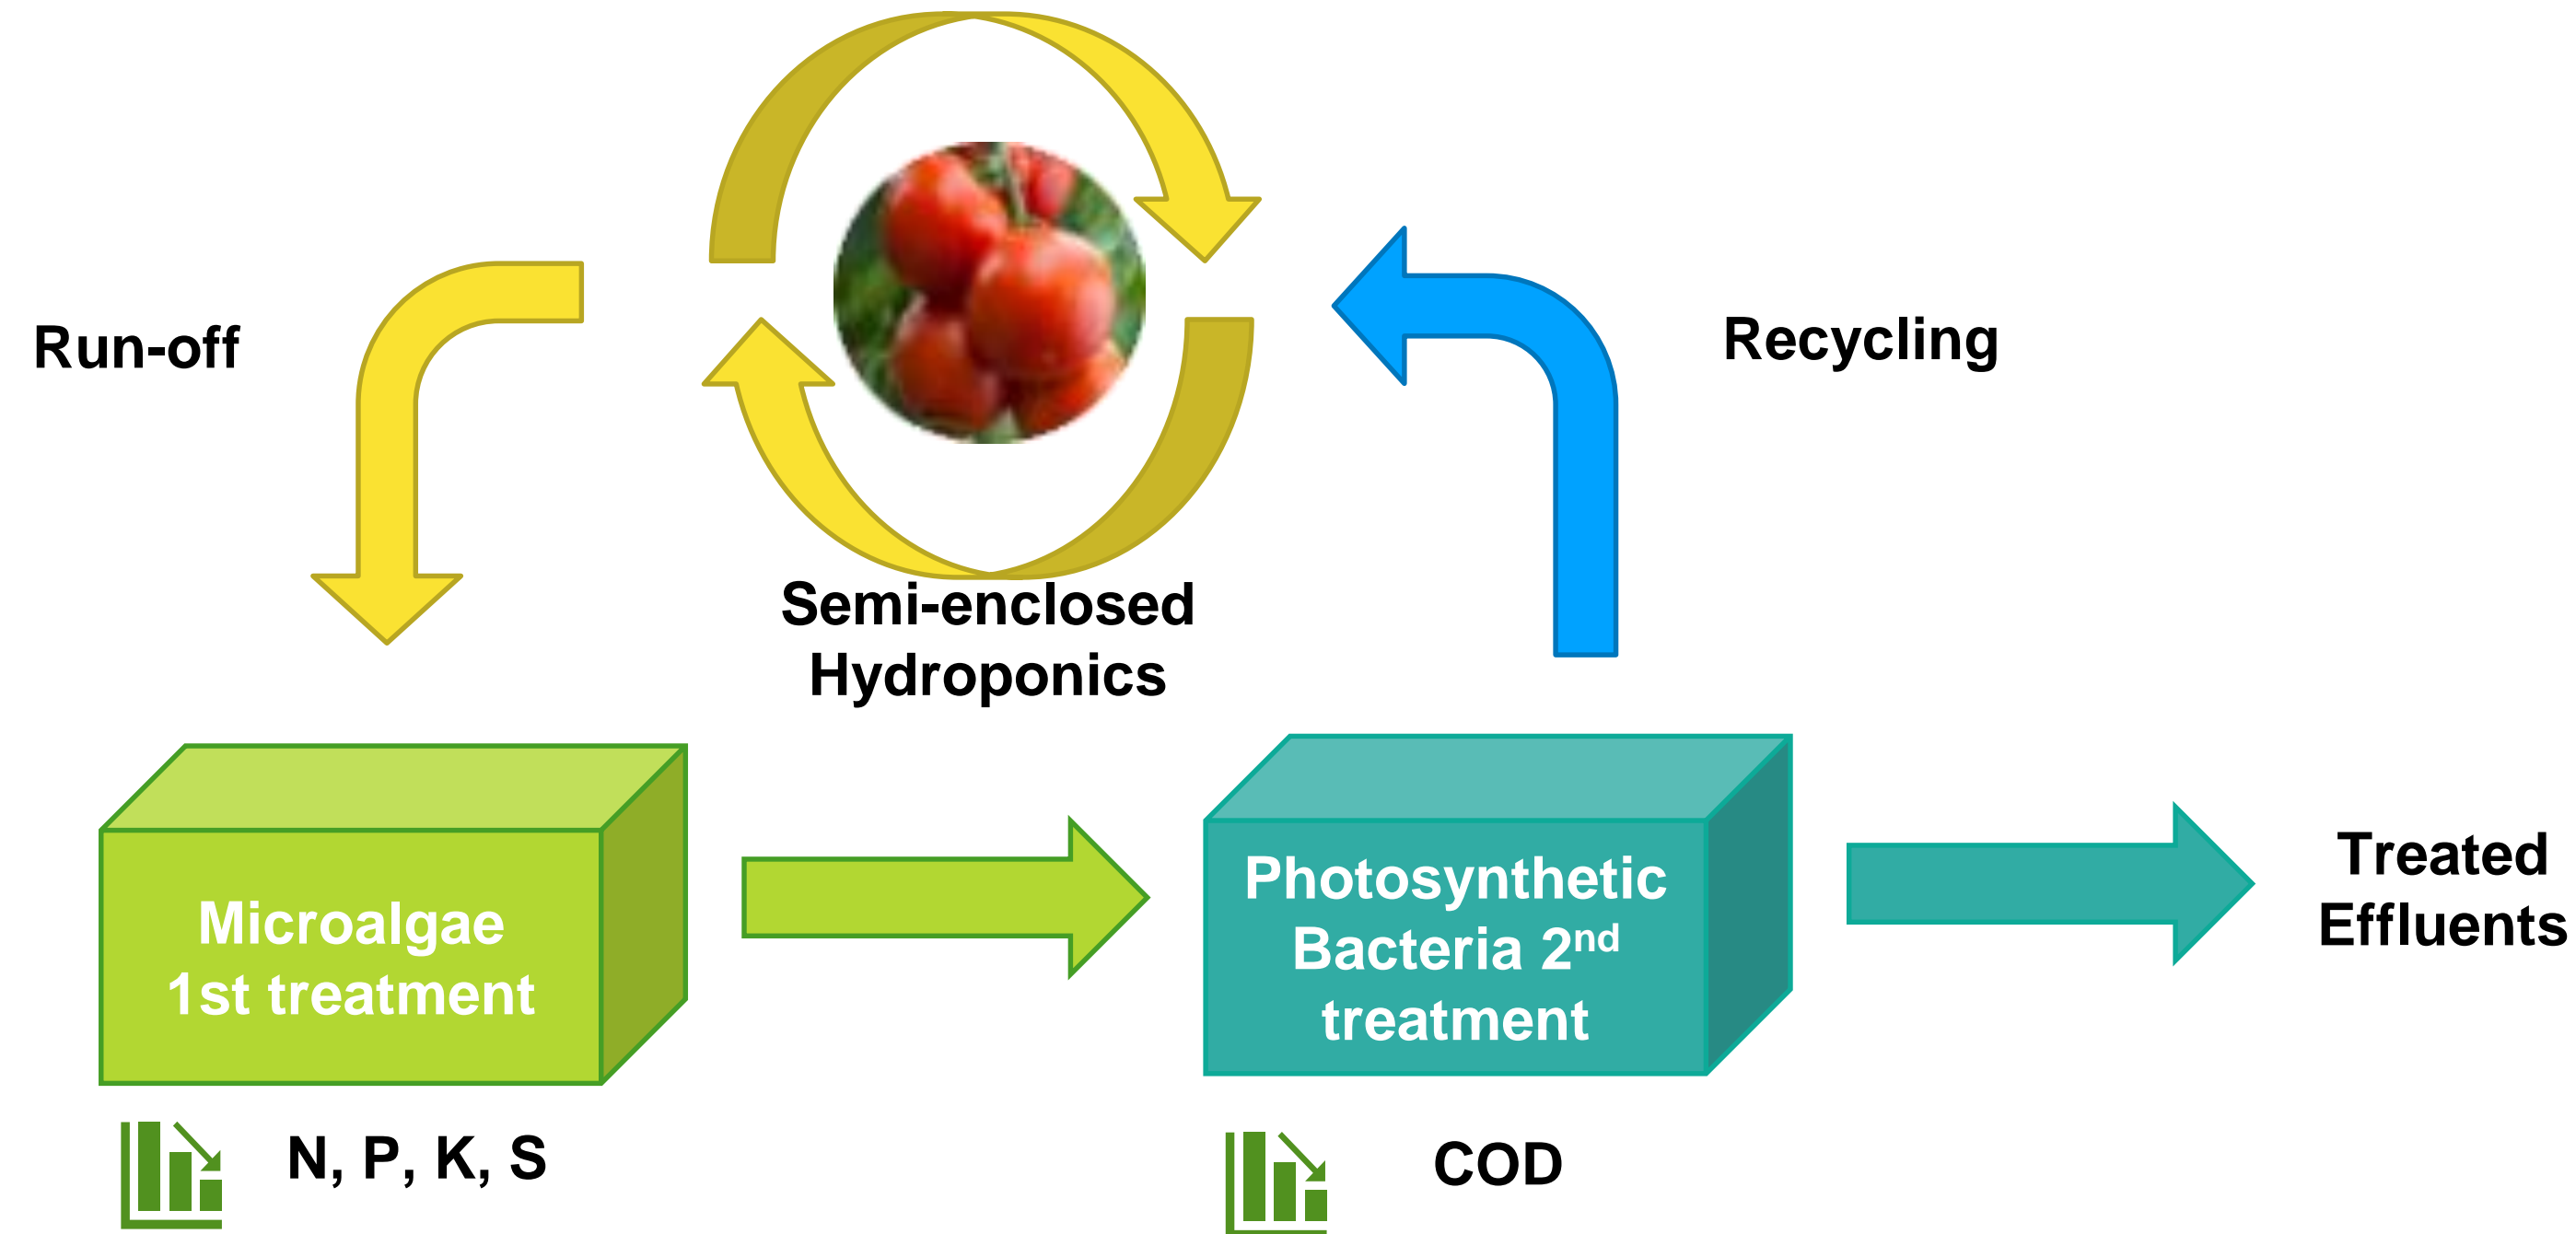 Run-off
Recycling
Semi-enclosed
Hydroponics
Microalgae
1st treatment
Photosynthetic
Bacteria 2nd
treatment
Treated
Effluents
N, P, K, S
COD